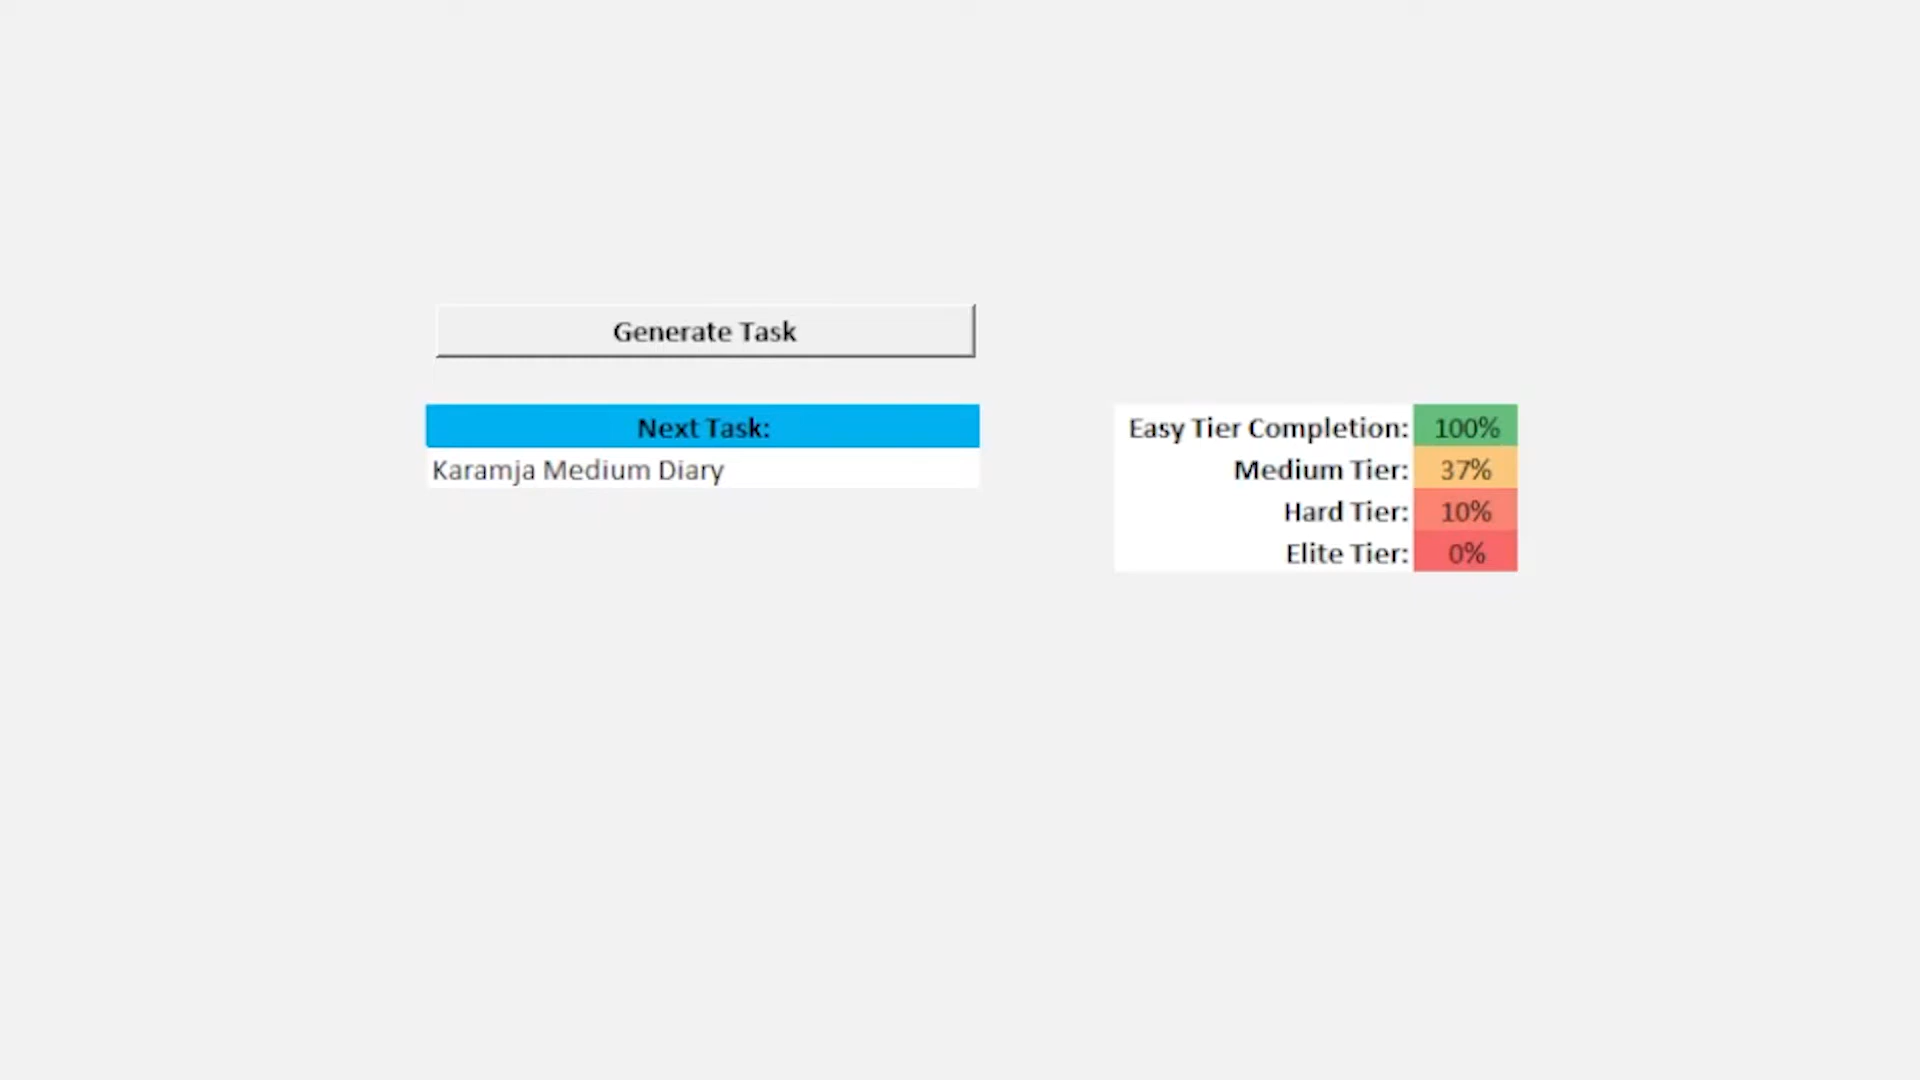 Generate Task
Next Task:
Karamja Medium Diary
Easy Tier Completion: 100%
Medium Tier: 37%
Hard Tier: 10%
Elite Tier: 0%